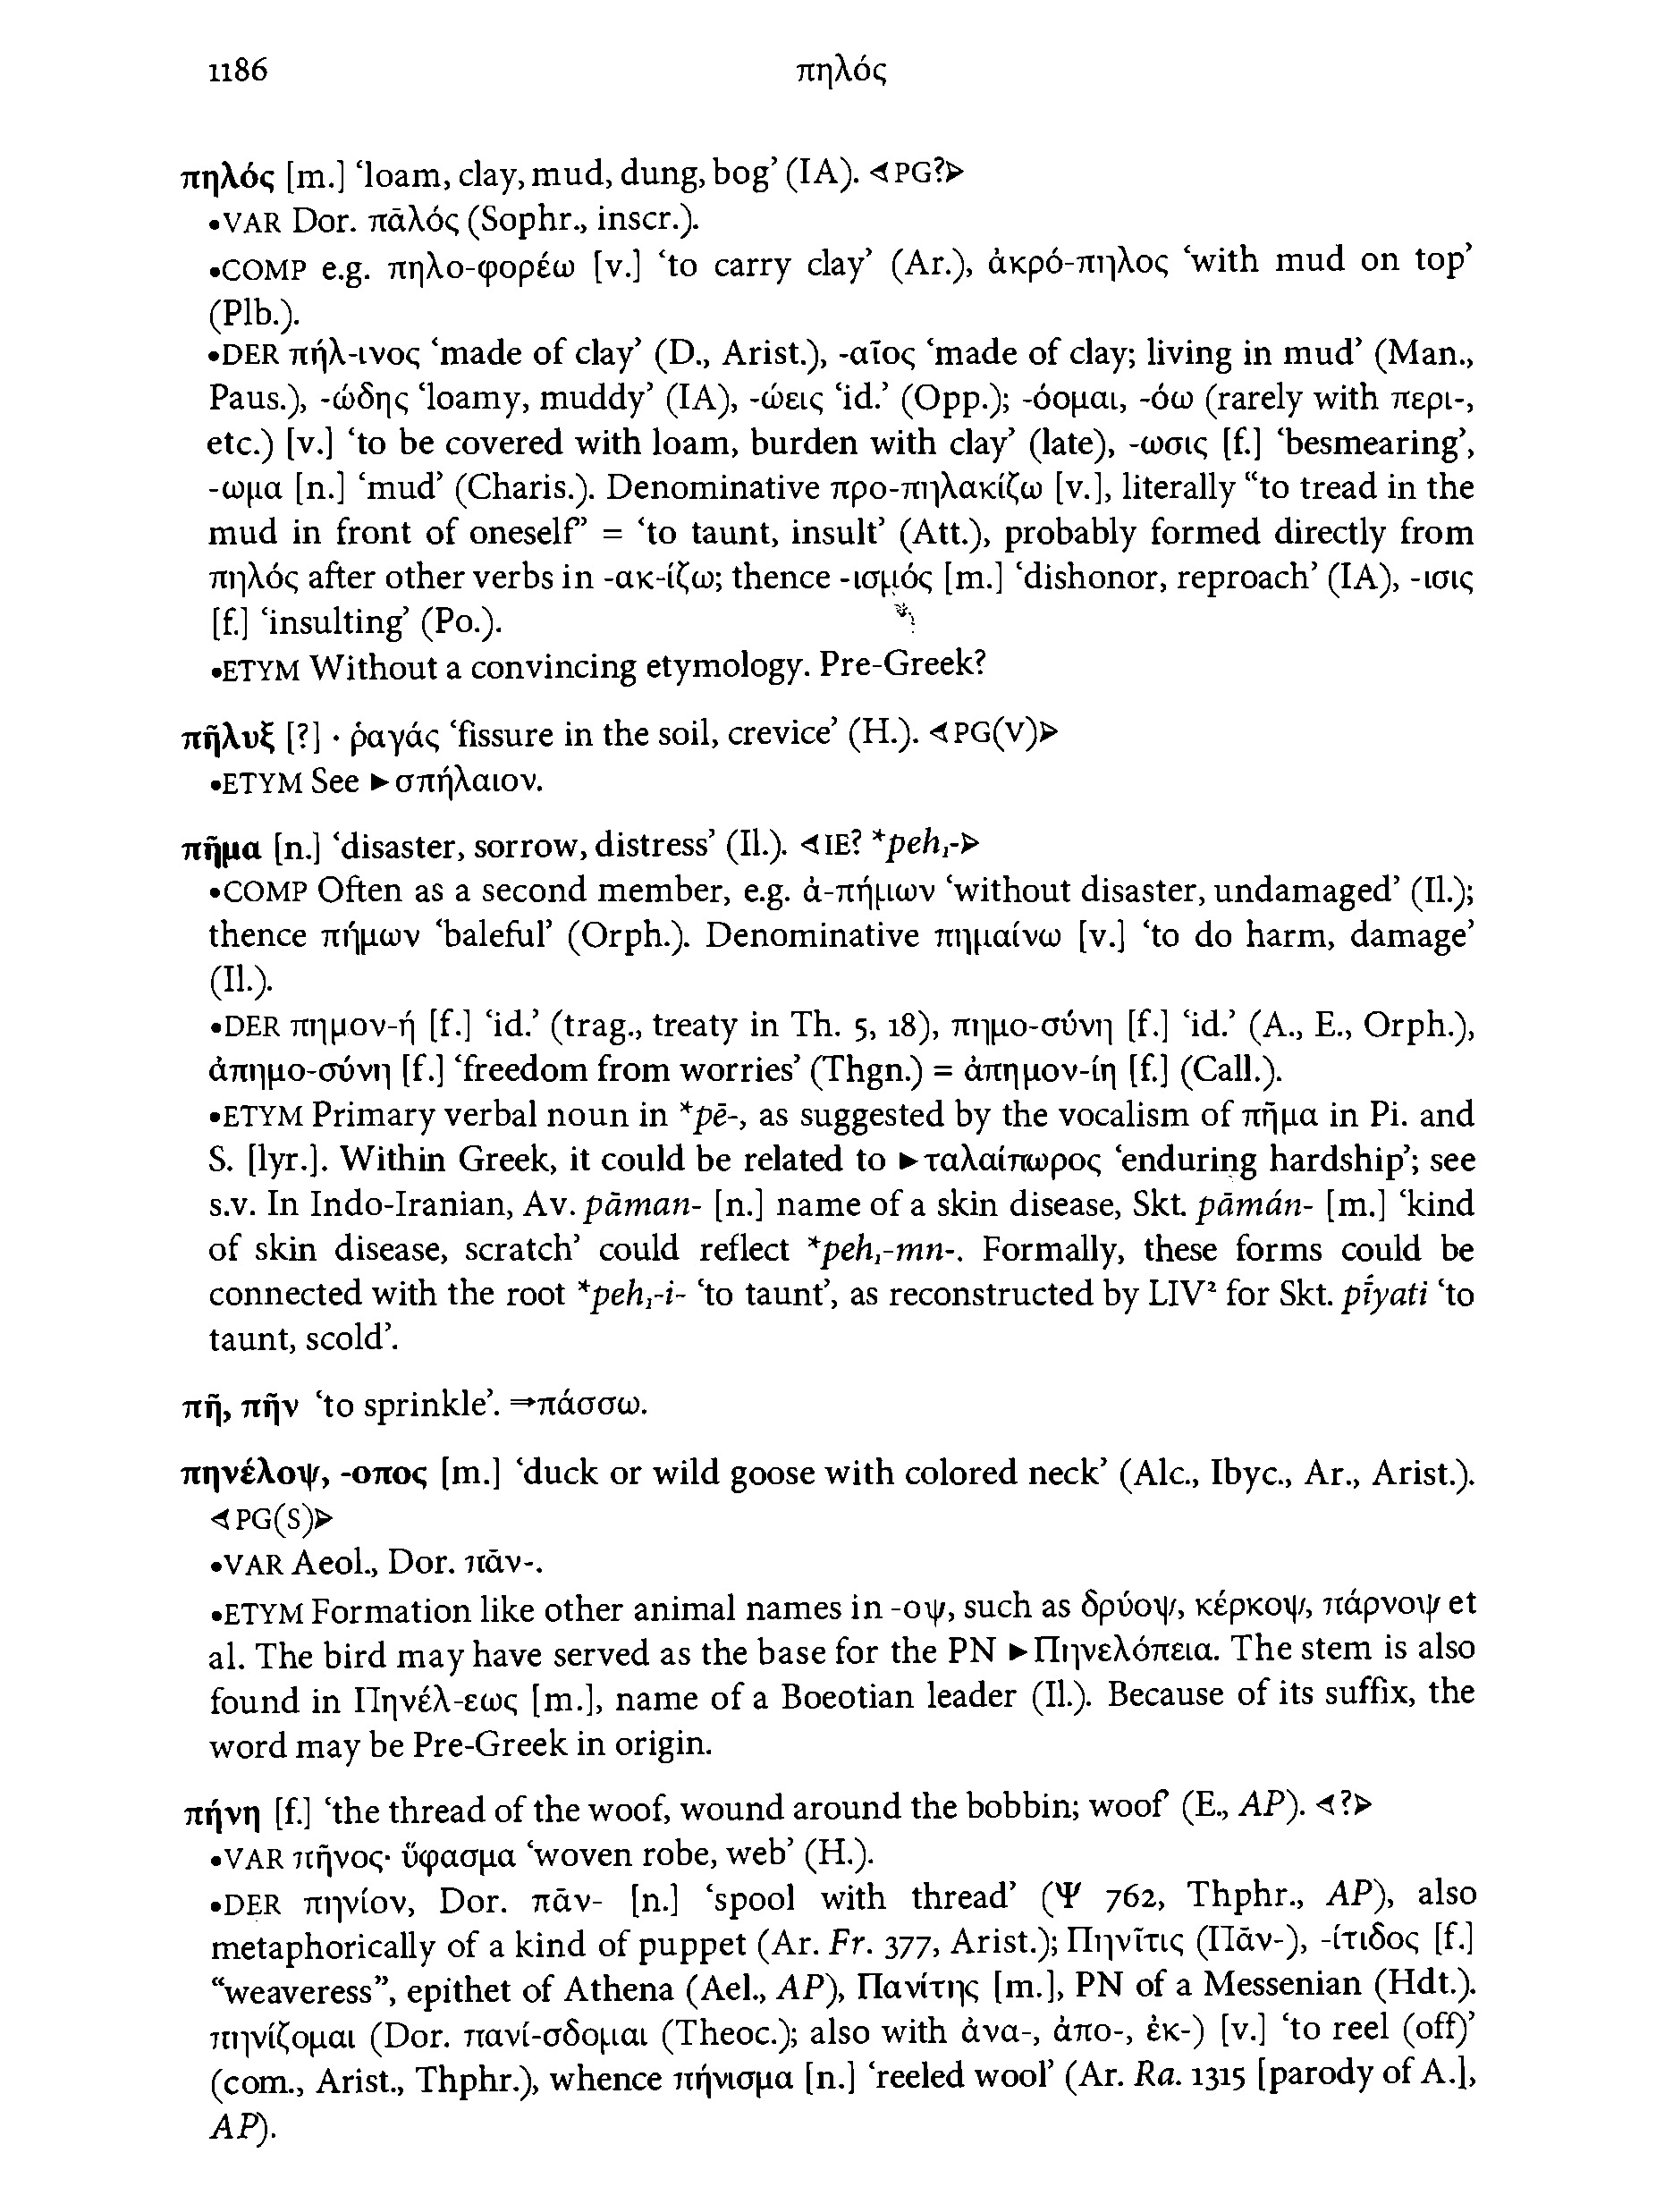 1186
πηλός
πηλός [m.] ‘loam, clay, mud, dung, bog’ (IA). ◁PG?▷
•VAR Dor. πᾱλός (Sophr., inscr.).
•COMP e.g. πηλο-φορέω [v.] ‘to carry clay’ (Ar.), ἀκρό-πηλος ‘with mud on top’
(Plb.).
•DER πήλ-ινος ‘made of clay’ (D., Arist.), -αῖος ‘made of clay; living in mud’ (Man.,
Paus.), -ώδης ‘loamy, muddy’ (IA), -ώεις ‘id.’ (Opp.); -όομαι, -όω (rarely with περι-,
etc.) [v.] ‘to be covered with loam, burden with clay’ (late), -ωσις [f.] ‘besmearing’,
-ωμα [n.] ‘mud’ (Charis.). Denominative προ-πηλακίζω [v.], literally “to tread in the
mud in front of oneself” = ‘to taunt, insult’ (Att.), probably formed directly from
πηλός after other verbs in -ακ-ίζω; thence -ισμός [m.] ‘dishonor, reproach’ (IA), -ισις
[f.] ‘insulting’ (Po.).
•ETYM Without a convincing etymology. Pre-Greek?
πῆλυξ [?] · ῥαγάς ‘fissure in the soil, crevice’ (H.). ◁PG(V)▷
•ETYM See ►σπήλαιον.
πῆμα [n.] ‘disaster, sorrow, distress’ (Il.). ◁IE? *peh₁-▷
•COMP Often as a second member, e.g. ἀ-πήμων ‘without disaster, undamaged’ (Il.);
thence πήμων ‘baleful’ (Orph.). Denominative πημαίνω [v.] ‘to do harm, damage’
(Il.).
•DER πημον-ή [f.] ‘id.’ (trag., treaty in Th. 5, 18), πημο-σύνη [f.] ‘id.’ (A., E., Orph.),
ἀπημο-σύνη [f.] ‘freedom from worries’ (Thgn.) = ἀπημον-ίη [f.] (Call.).
•ETYM Primary verbal noun in *pē-, as suggested by the vocalism of πῆμα in Pi. and
S. [lyr.]. Within Greek, it could be related to ►ταλαίπωρος ‘enduring hardship’; see
s.v. In Indo-Iranian, Av. pāman- [n.] name of a skin disease, Skt. pāmán- [m.] ‘kind
of skin disease, scratch’ could reflect *peh₁-mn-. Formally, these forms could be
connected with the root *peh₁-i- ‘to taunt’, as reconstructed by LIV² for Skt. pī́yati ‘to
taunt, scold’.
πῆ, πῆν ‘to sprinkle’. ⇒πάσσω.
πηνέλοψ, -οπος [m.] ‘duck or wild goose with colored neck’ (Alc., Ibyc., Ar., Arist.).
◁PG(S)▷
•VAR Aeol., Dor. πᾱν-.
•ETYM Formation like other animal names in -οψ, such as δρύοψ, κέρκοψ, πάρνοψ et
al. The bird may have served as the base for the PN ►Πηνελόπεια. The stem is also
found in Πηνέλ-εως [m.], name of a Boeotian leader (Il.). Because of its suffix, the
word may be Pre-Greek in origin.
πήνη [f.] ‘the thread of the woof, wound around the bobbin; woof’ (E., AP). ◁?▷
•VAR πῆνος· ὕφασμα ‘woven robe, web’ (H.).
•DER πηνίον, Dor. πᾱν- [n.] ‘spool with thread’ (Ψ 762, Thphr., AP), also
metaphorically of a kind of puppet (Ar. Fr. 377, Arist.); Πηνῖτις (Πᾱν-), -ίτιδος [f.]
“weaveress”, epithet of Athena (Ael., AP), Πανίτης [m.], PN of a Messenian (Hdt.).
πηνίζομαι (Dor. πανί-σδομαι (Theoc.); also with ἀνα-, ἀπο-, ἐκ-) [v.] ‘to reel (off)’
(com., Arist., Thphr.), whence πήνισμα [n.] ‘reeled wool’ (Ar. Ra. 1315 [parody of A.],
AP).